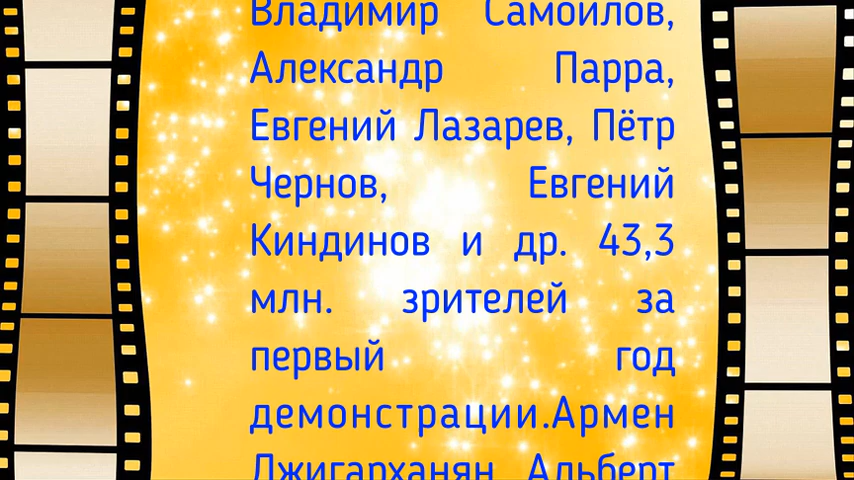 Владимир Самойлов,
Александр Парра,
Евгений Лазарев, Пётр
Чернов, Евгений
Киндинов и др. 43,3
млн. зрителей за
первый год
демонстрации.Армен
Джигарханян, Альберт